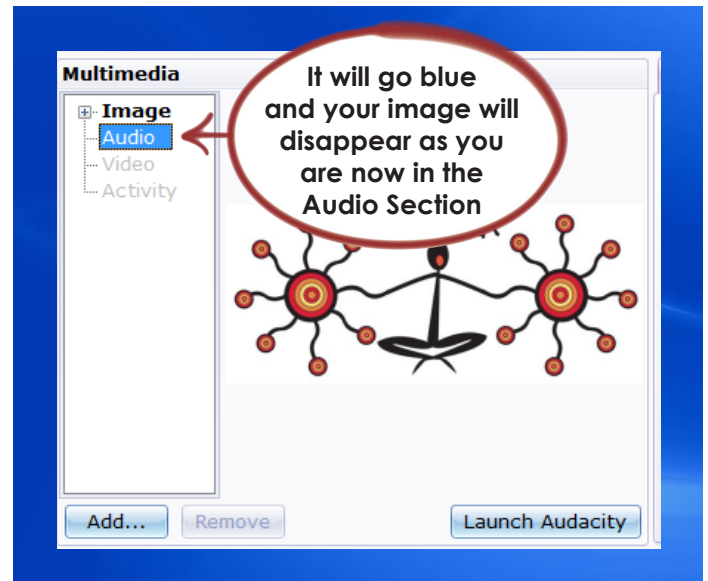 Multimedia
It will go blue
and your image will
disappear as you
are now in the
Audio Section
Image
Audio
Video
Activity
Add...
Remove
Launch Audacity